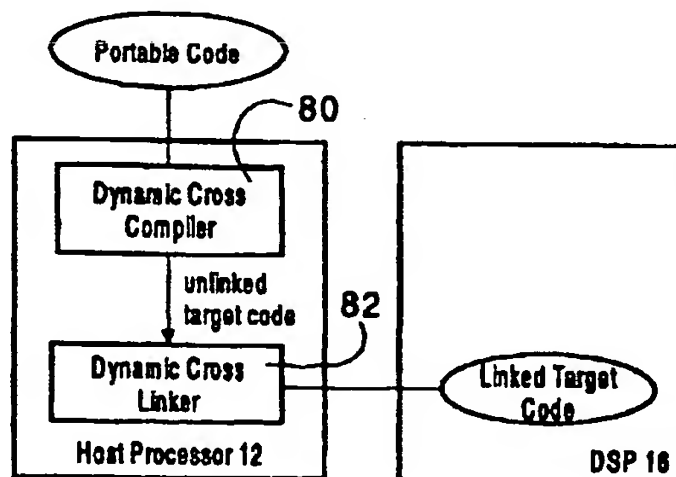 Portable Code
80
Dynamic Cross
Compiler
unlinked
target code
82
Dynamic Cross
Linker
Linked Target
Code
Host Processor 12
DSP 16